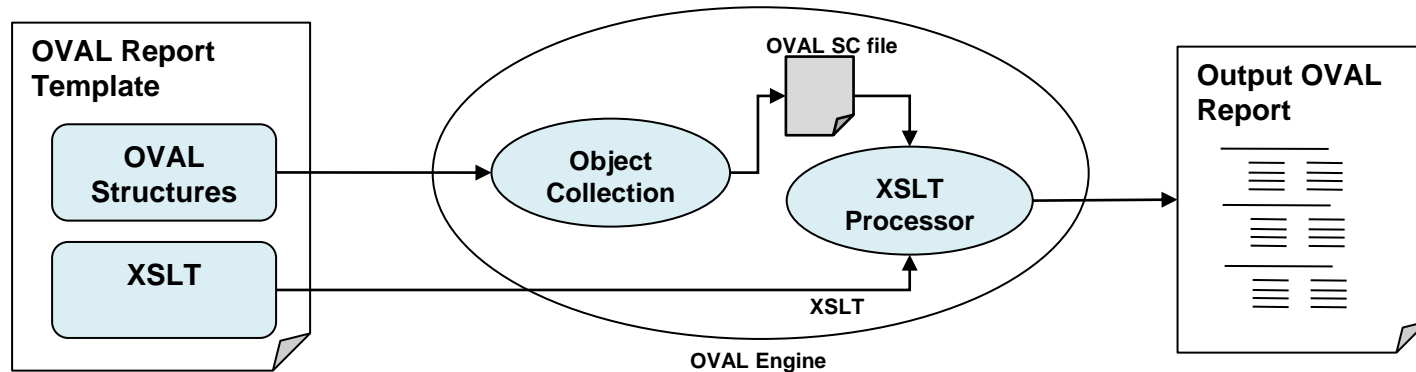 OVAL Report
Template
OVAL
Structures
XSLT
Object
Collection
OVAL SC file
XSLT
Processor
XSLT
OVAL Engine
Output OVAL
Report